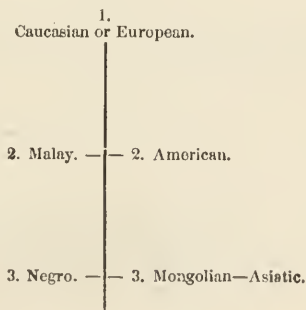 1.
Caucasian or European.
2. Malay. — — 2. American.
3. Negro. — — 3. Mongolian—Asiatic.